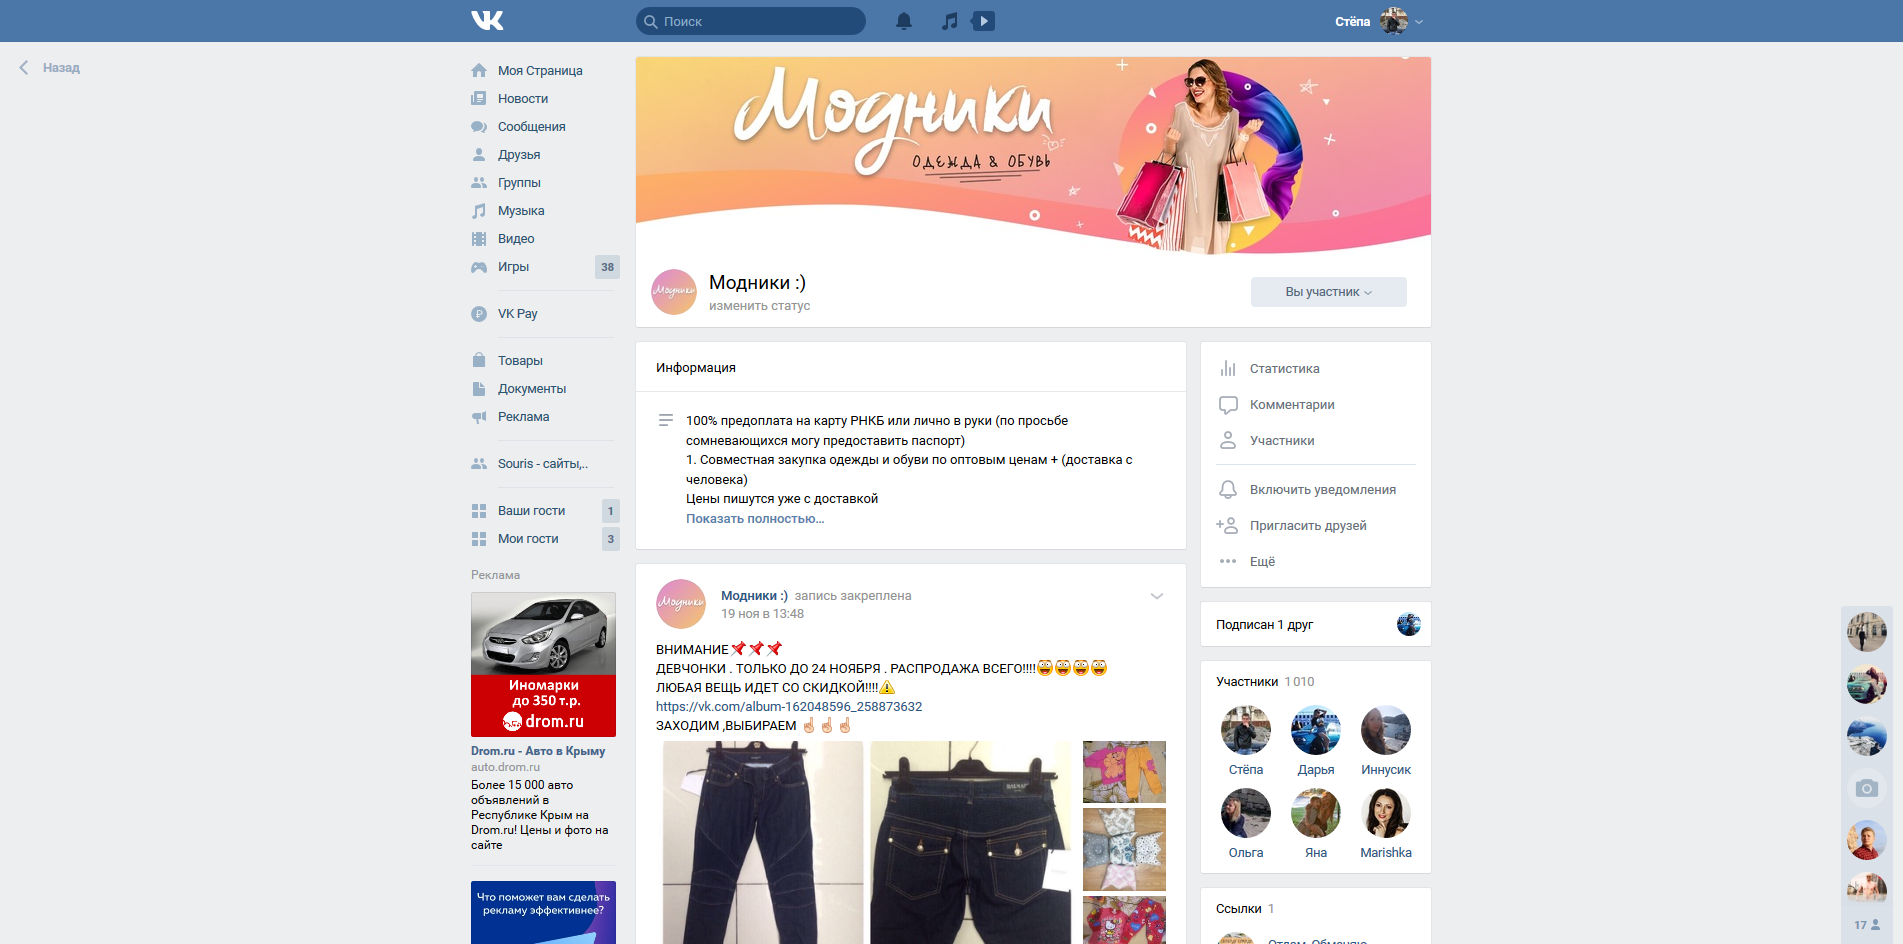 Поиск
Стёпа
Назад
Моя Страница
Новости
Сообщения
Друзья
Группы
Музыка
Видео
Игры
38
VK Pay
Товары
Документы
Реклама
Souris - сайты,..
Ваши гости
1
Мои гости
3
Реклама
Иномарки
до 350 т.р.
drom.ru
Drom.ru - Авто в Крыму
auto.drom.ru
Более 15 000 авто
объявлений в
Республике Крым на
Drom.ru! Цены и фото на
сайте
Что поможет вам сделать
рекламу эффективнее?
Модники
ОДЕЖДА & ОБУВЬ
Модники
Модники :)
изменить статус
Вы участник
Информация
100% предоплата на карту РНКБ или лично в руки (по просьбе
сомневающихся могу предоставить паспорт)
1. Совместная закупка одежды и обуви по оптовым ценам + (доставка с
человека)
Цены пишутся уже с доставкой
Показать полностью...
Модники
Модники :) запись закреплена
19 ноя в 13:48
ВНИМАНИЕ📌📌📌
ДЕВЧОНКИ . ТОЛЬКО ДО 24 НОЯБРЯ . РАСПРОДАЖА ВСЕГО!!!!
ЛЮБАЯ ВЕЩЬ ИДЕТ СО СКИДКОЙ!!!!⚠
https://vk.com/album-162048596_258873632
ЗАХОДИМ ,ВЫБИРАЕМ ☝☝☝
Статистика
Комментарии
Участники
Включить уведомления
Пригласить друзей
Ещё
Подписан 1 друг
Участники 1 010
Стёпа
Дарья
Иннусик
Ольга
Яна
Marishka
Ссылки 1
Отдам, Обменяю
17